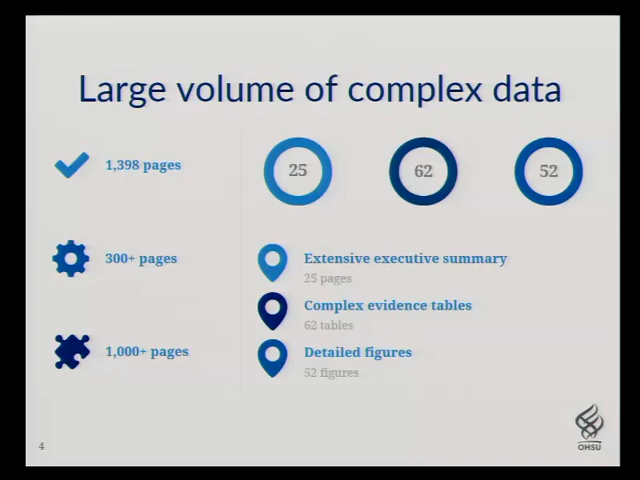 Large volume of complex data
1,398 pages
300+ pages
1,000+ pages
25
62
52
Extensive executive summary
25 pages
Complex evidence tables
62 tables
Detailed figures
52 figures
4
OHSU